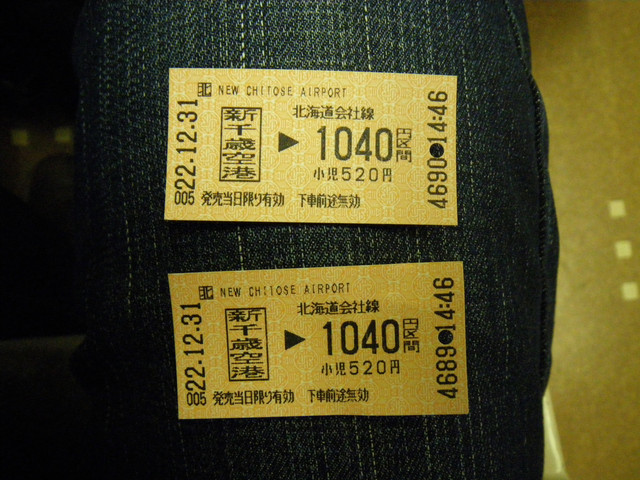 北 NEW CHITOSE AIRPORT
北海道会社線
新千歳空港 ▶ 1040円区間
小児520円
22.12.31
4690●14:46
005 発売当日限り有効 下車前途無効
北 NEW CHITOSE AIRPORT
北海道会社線
新千歳空港 ▶ 1040円区間
小児520円
22.12.31
4689●14:46
005 発売当日限り有効 下車前途無効